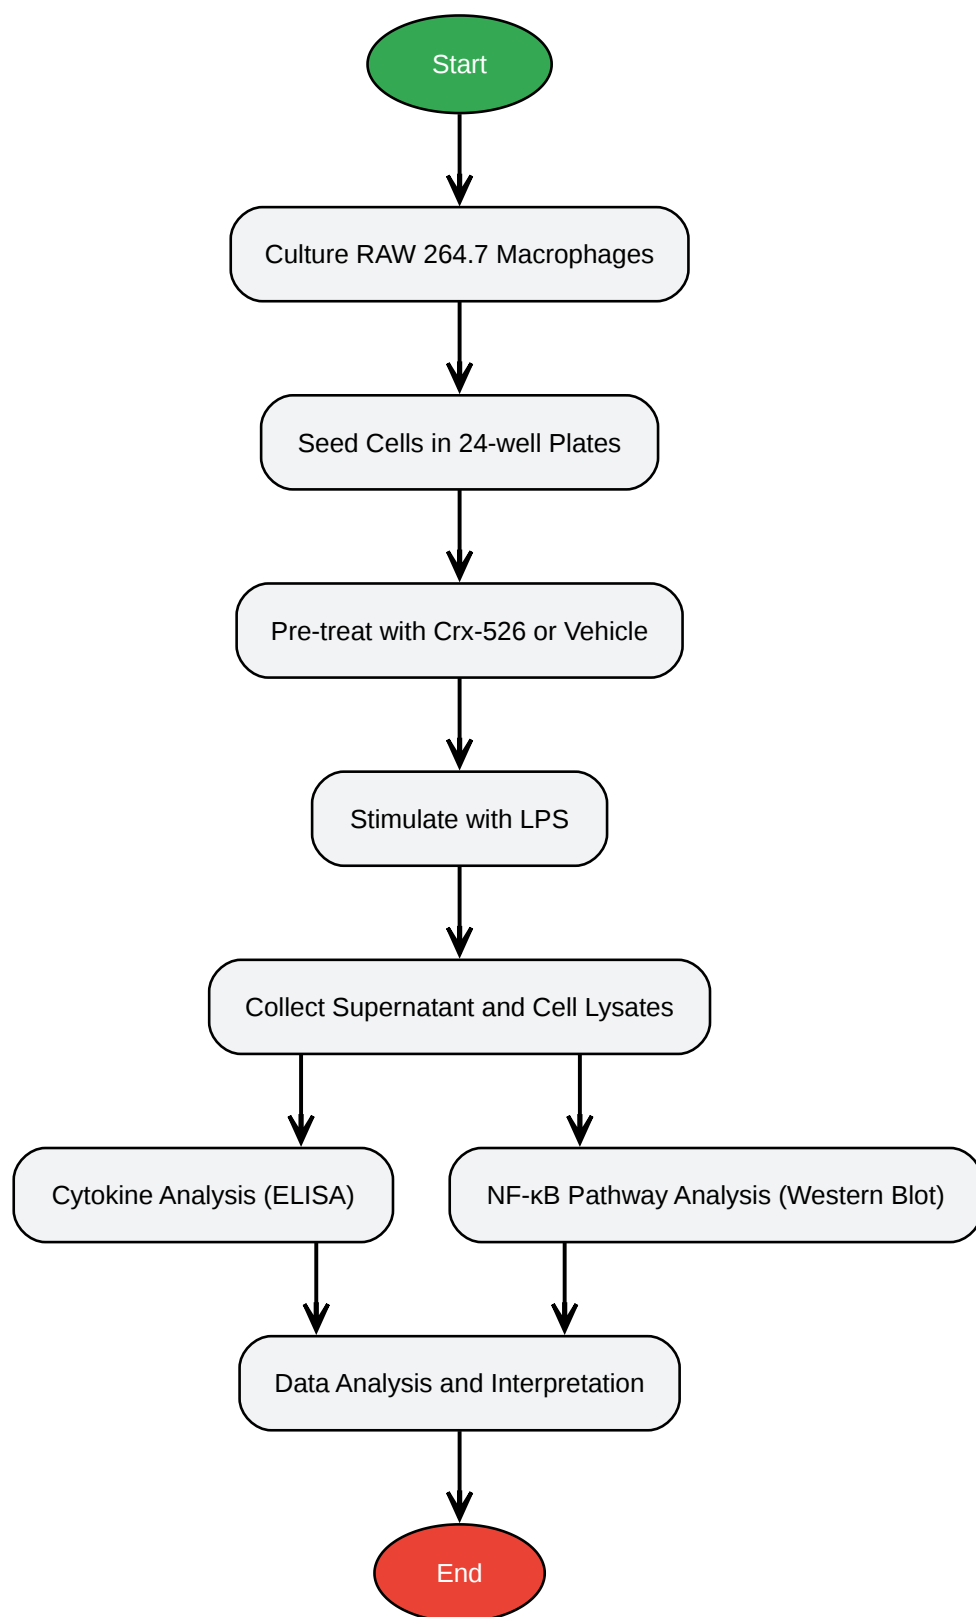 Start
Culture RAW 264.7 Macrophages
Seed Cells in 24-well Plates
Pre-treat with Crx-526 or Vehicle
Stimulate with LPS
Collect Supernatant and Cell Lysates
Cytokine Analysis (ELISA)
NF-κB Pathway Analysis (Western Blot)
Data Analysis and Interpretation
End